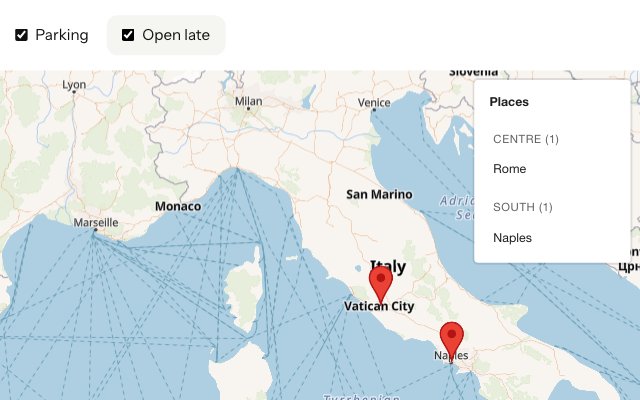 Parking
Open late
Slovenia
Lyon
Milan
Venice
Places
CENTRE (1)
Rome
SOUTH (1)
Naples
San Marino
Monaco
Marseille
Italy
Vatican City
Naples
Tyrrhenian